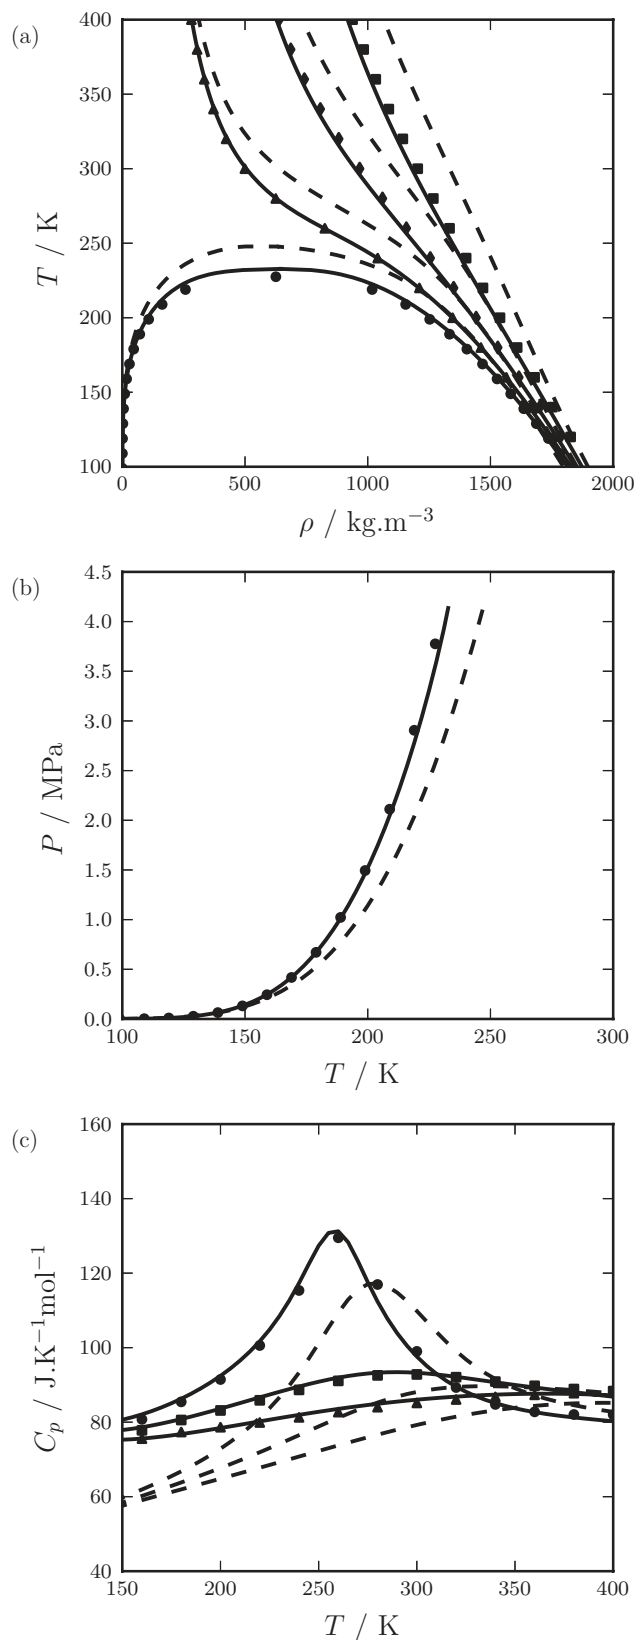 (a)
400
350
300
250
200
150
100
T / K
0 500 1000 1500 2000
ρ / kg.m⁻³
(b)
4.5
4.0
3.5
3.0
2.5
2.0
1.5
1.0
0.5
0.0
P / MPa
100 150 200 250 300
T / K
(c)
160
140
120
100
80
60
40
Cₚ / J.K⁻¹mol⁻¹
150 200 250 300 350 400
T / K